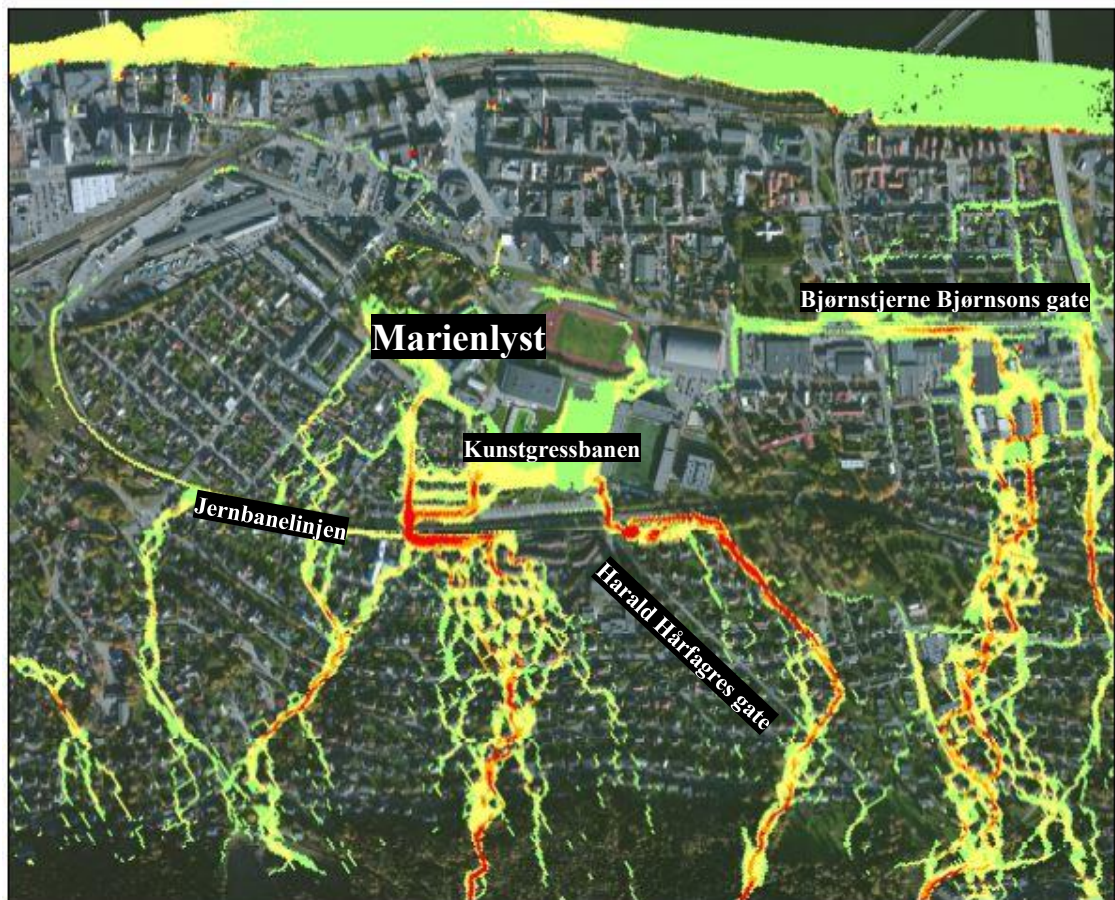 Bjørnstjerne Bjørnsons gate
Marienlyst
Kunstgressbanen
Jernbanelinjen
Harald Hårfagres gate